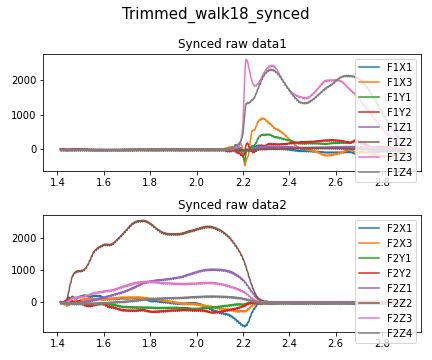 Trimmed_walk18_synced
Synced raw data1
2000
1000
0
F1X1
F1X3
F1Y1
F1Y2
F1Z1
F1Z2
F1Z3
F1Z4
1.4 1.6 1.8 2.0 2.2 2.4 2.6 2.8
Synced raw data2
2000
1000
0
F2X1
F2X3
F2Y1
F2Y2
F2Z1
F2Z2
F2Z3
F2Z4
1.4 1.6 1.8 2.0 2.2 2.4 2.6 2.8